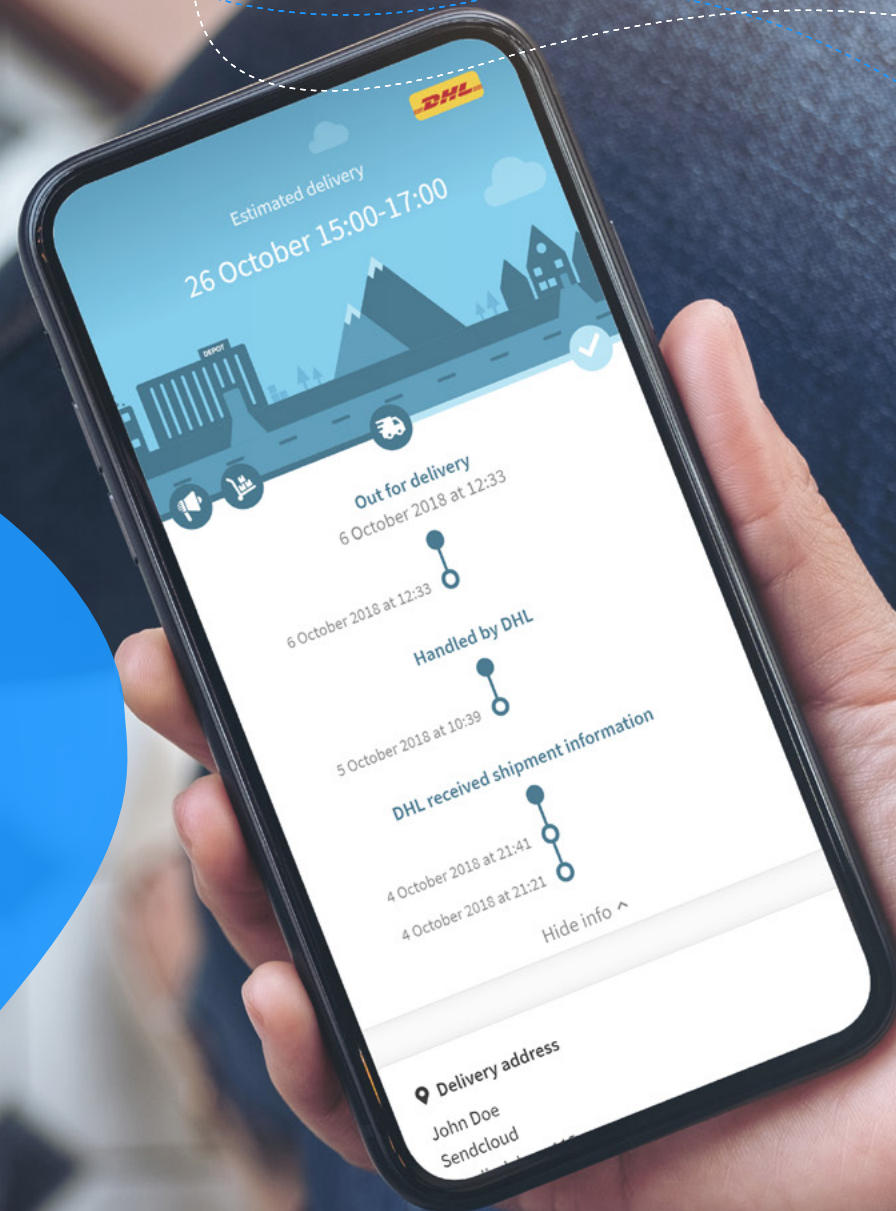 DHL
Estimated delivery
26 October 15:00-17:00
DEPOT
Out for delivery
6 October 2018 at 12:33
6 October 2018 at 12:33
Handled by DHL
5 October 2018 at 10:39
DHL received shipment information
4 October 2018 at 21:41
4 October 2018 at 21:21
Hide info
Delivery address
John Doe
Sendcloud